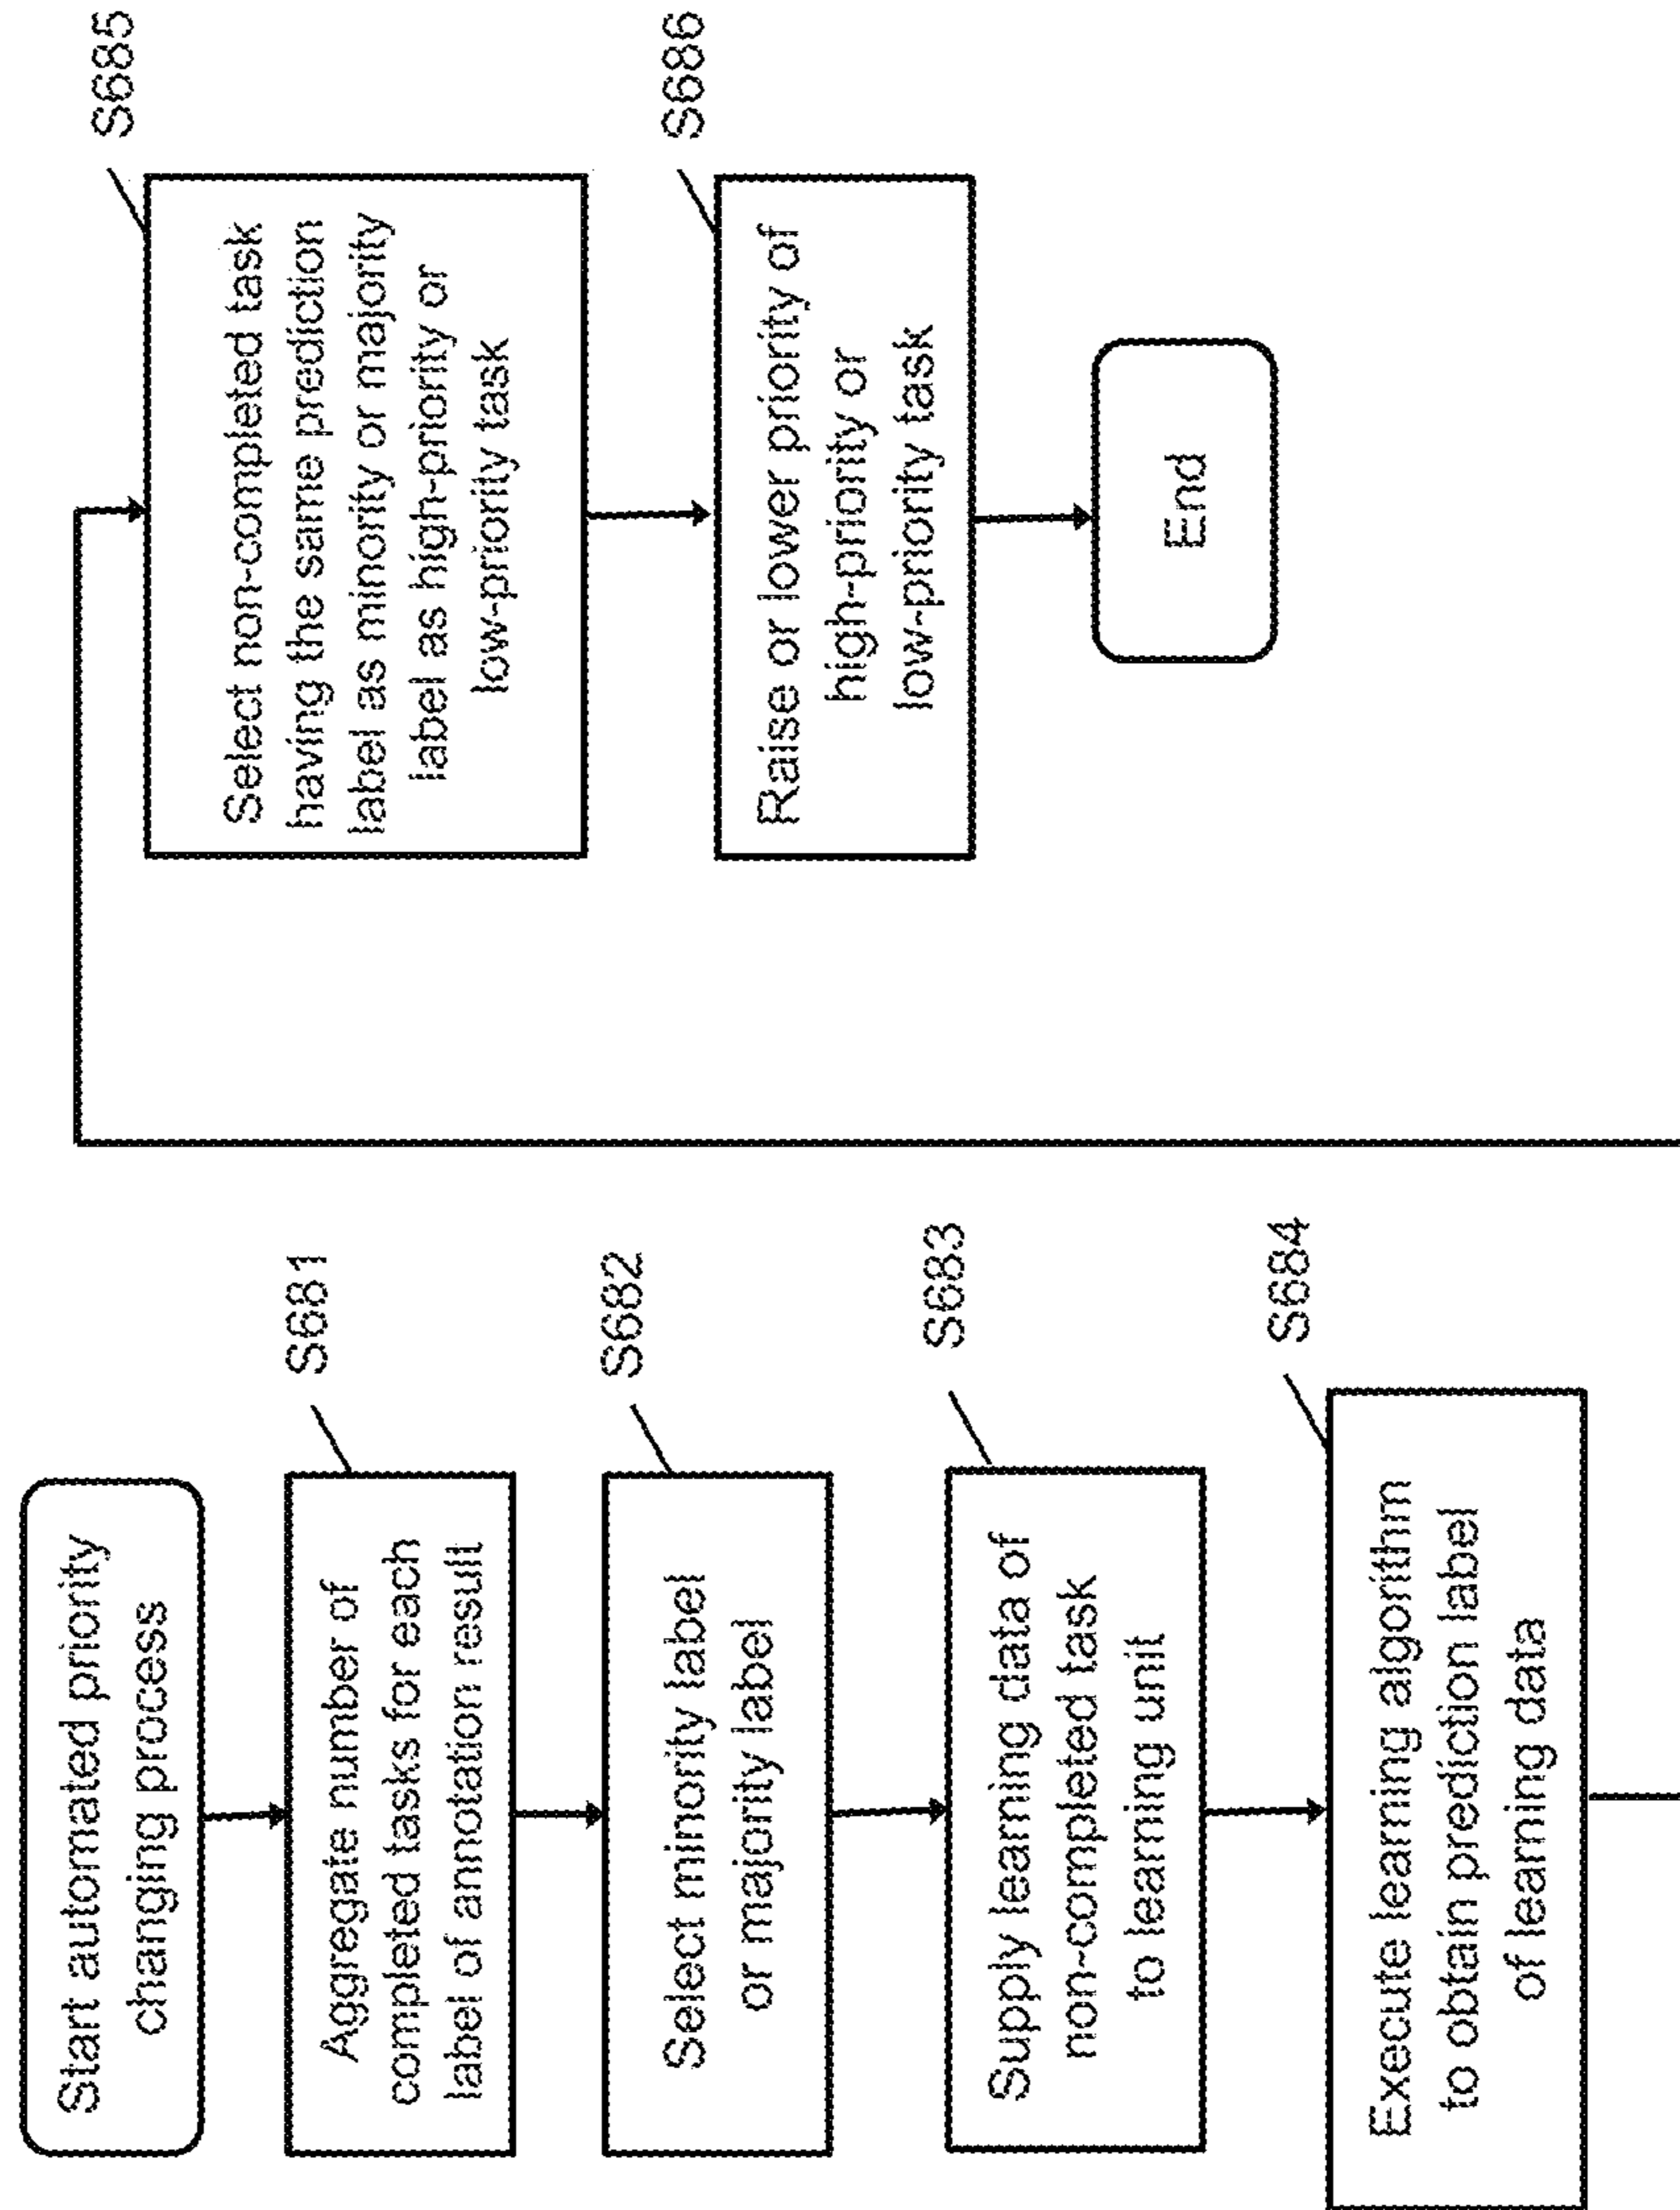 Start automated priority
changing process
S681
Aggregate number of
completed tasks for each
label of annotation result
S682
Select minority label
or majority label
S683
Supply learning data of
non-completed task
to learning unit
S684
Execute learning algorithm
to obtain prediction label
of learning data
S685
Select non-completed task
having the same prediction
label as minority or majority
label as high-priority or
low-priority task
S686
Raise or lower priority of
high-priority or
low-priority task
End